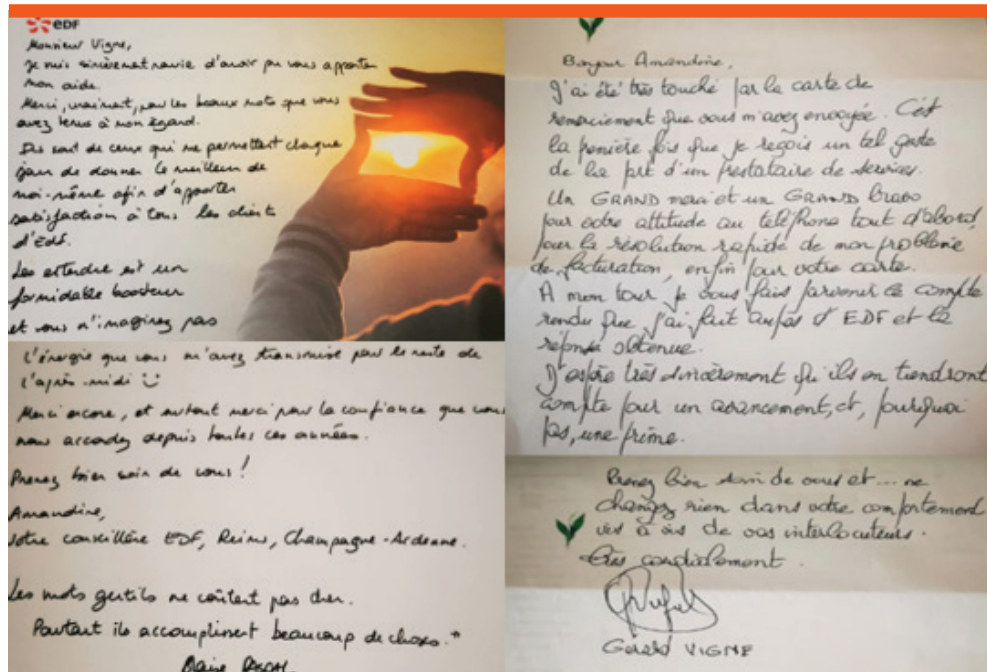 EDF
Monsieur Vigne,
Je suis sincèrement ravie d'avoir pu vous apporter
mon aide.
Merci, vraiment, pour les beaux mots que vous
avez tenus à mon égard.
Ils sont de ceux qui me permettent chaque
jour de donner le meilleur de
moi-même afin d'apporter
satisfaction à tous les clients
d'EDF.
Les entendre est un
formidable booster
et vous n'imaginez pas
l'énergie que vous m'avez transmise pour le reste de
l'après-midi
Merci encore, et surtout merci pour la confiance que vous
nous accordez depuis toutes ces années.
Prenez bien soin de vous !
Amandine,
votre conseillère EDF, Reims, Champagne-Ardenne.
Les mots gentils ne coûtent pas cher.
Pourtant ils accomplissent beaucoup de choses."
Blaise PASCAL
Bonjour Amandine,
J'ai été très touché par la carte de
remerciement que vous m'avez envoyée. C'est
la première fois que je reçois un tel geste
de la part d'un prestataire de services.
Un GRAND merci et un GRAND bravo
pour votre attitude au téléphone tout d'abord,
pour la résolution rapide de mon problème
de facturation, enfin pour votre carte.
A mon tour je vous fais parvenir le compte
rendu que j'ai fait auprès d'EDF et la
réponse obtenue.
J'espère très sincèrement qu'ils en tiendront
compte pour un avancement, et, pourquoi
pas, une prime.
Prenez bien soin de vous et... ne
changez rien dans votre comportement
vis à vis de vos interlocuteurs.
Très cordialement.
Gérald VIGNE